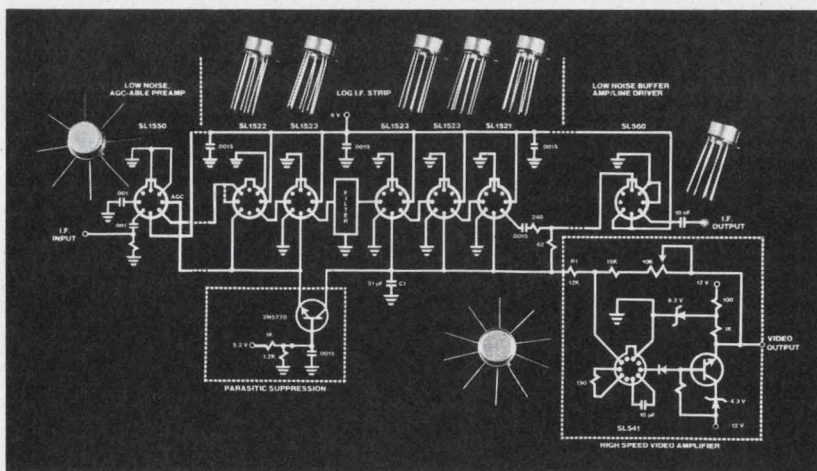 LOW NOISE,
AGC-ABLE PREAMP
LOG I.F. STRIP
LOW NOISE BUFFER
AMP/LINE DRIVER
SL1550
SL1522
SL1523
SL1523
SL1523
SL1521
SL560
.0015
.0015
.0015
.001
AGC
.001
I.F.
INPUT
FILTER
240
.0015
62
10 nF
I.F.
OUTPUT
R1
12K
15K
10K
51 pF
C1
2N5770
5.2 V
1K
1.2K
.0015
PARASITIC SUPPRESSION
12 V
8.2 V
100
1K
VIDEO
OUTPUT
150
10 pF
4.3 V
-12 V
SL541
HIGH SPEED VIDEO AMPLIFIER